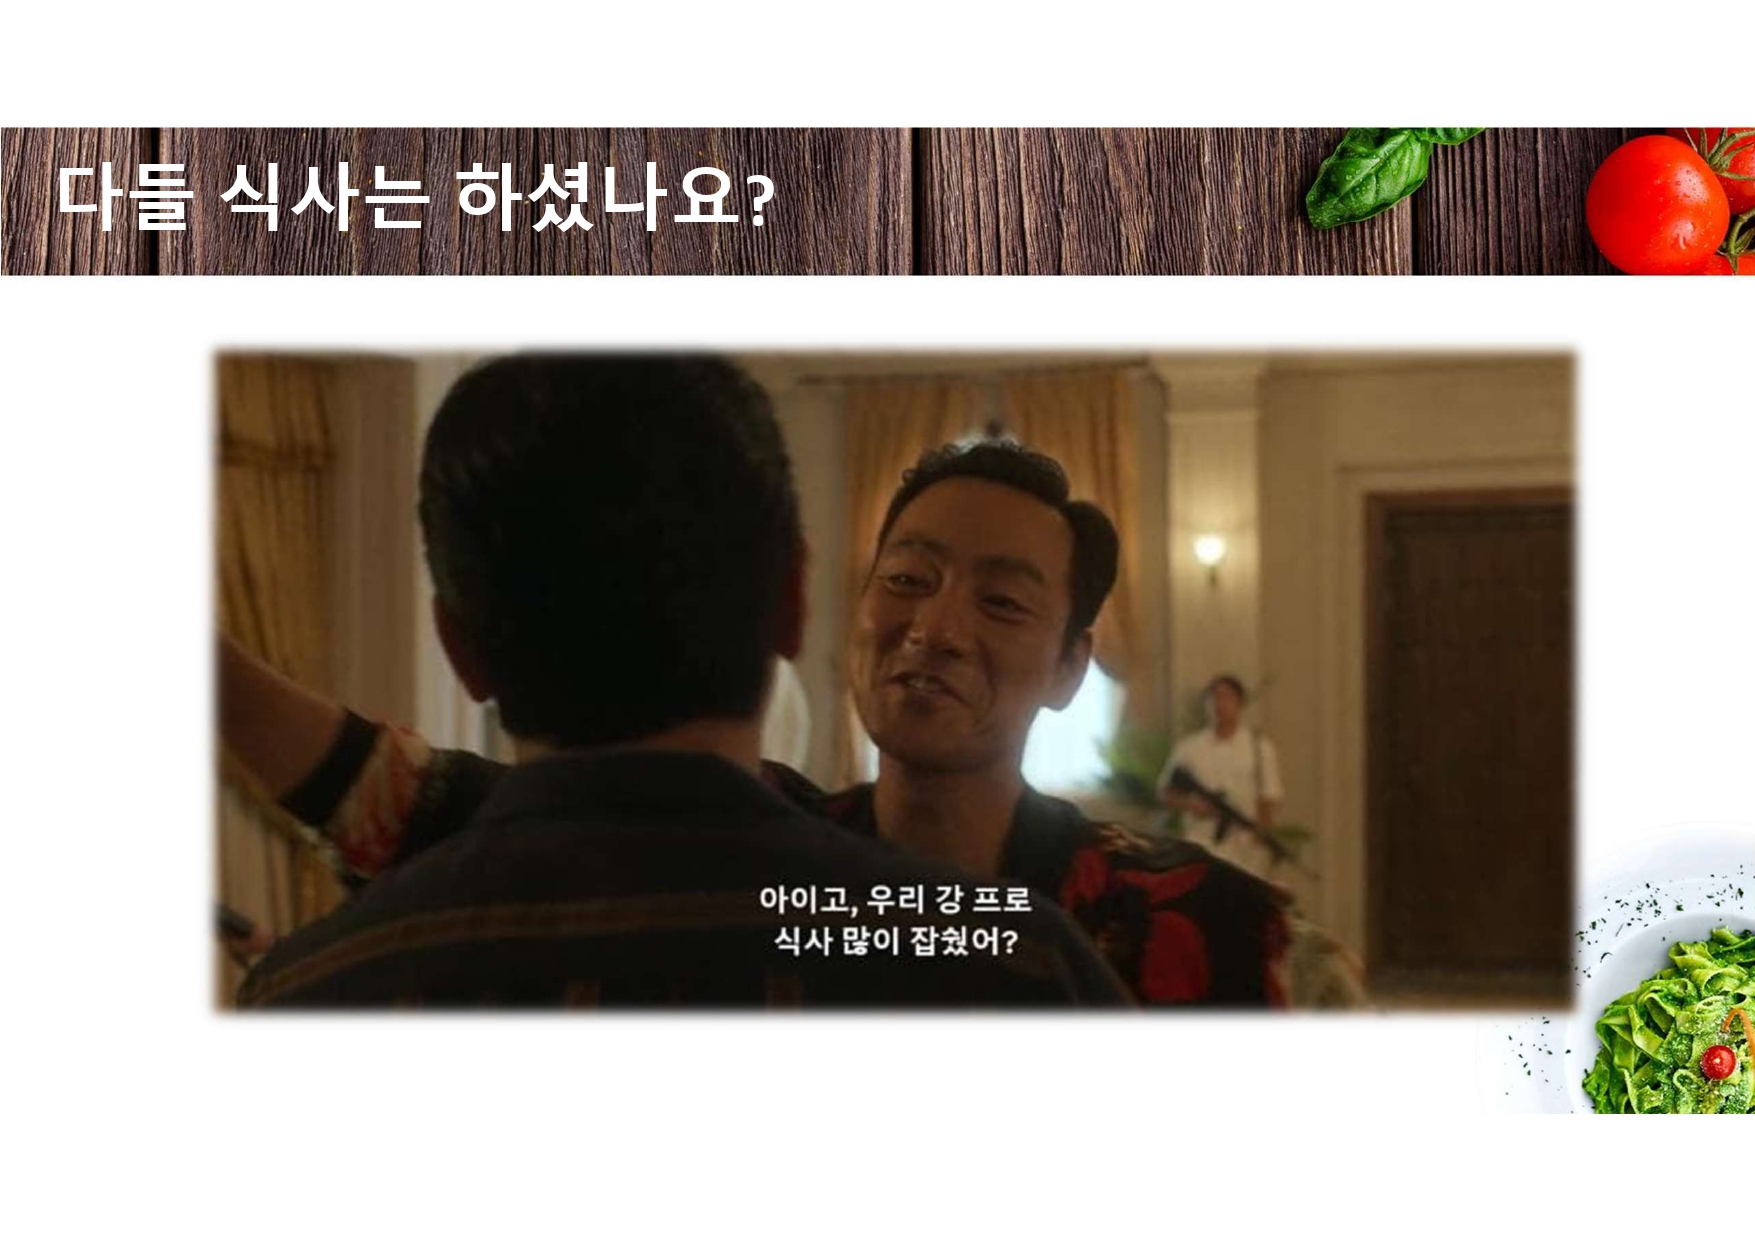 다들 식사는 하셨나요?
아이고, 우리 강 프로
식사 많이 잡쉈어?